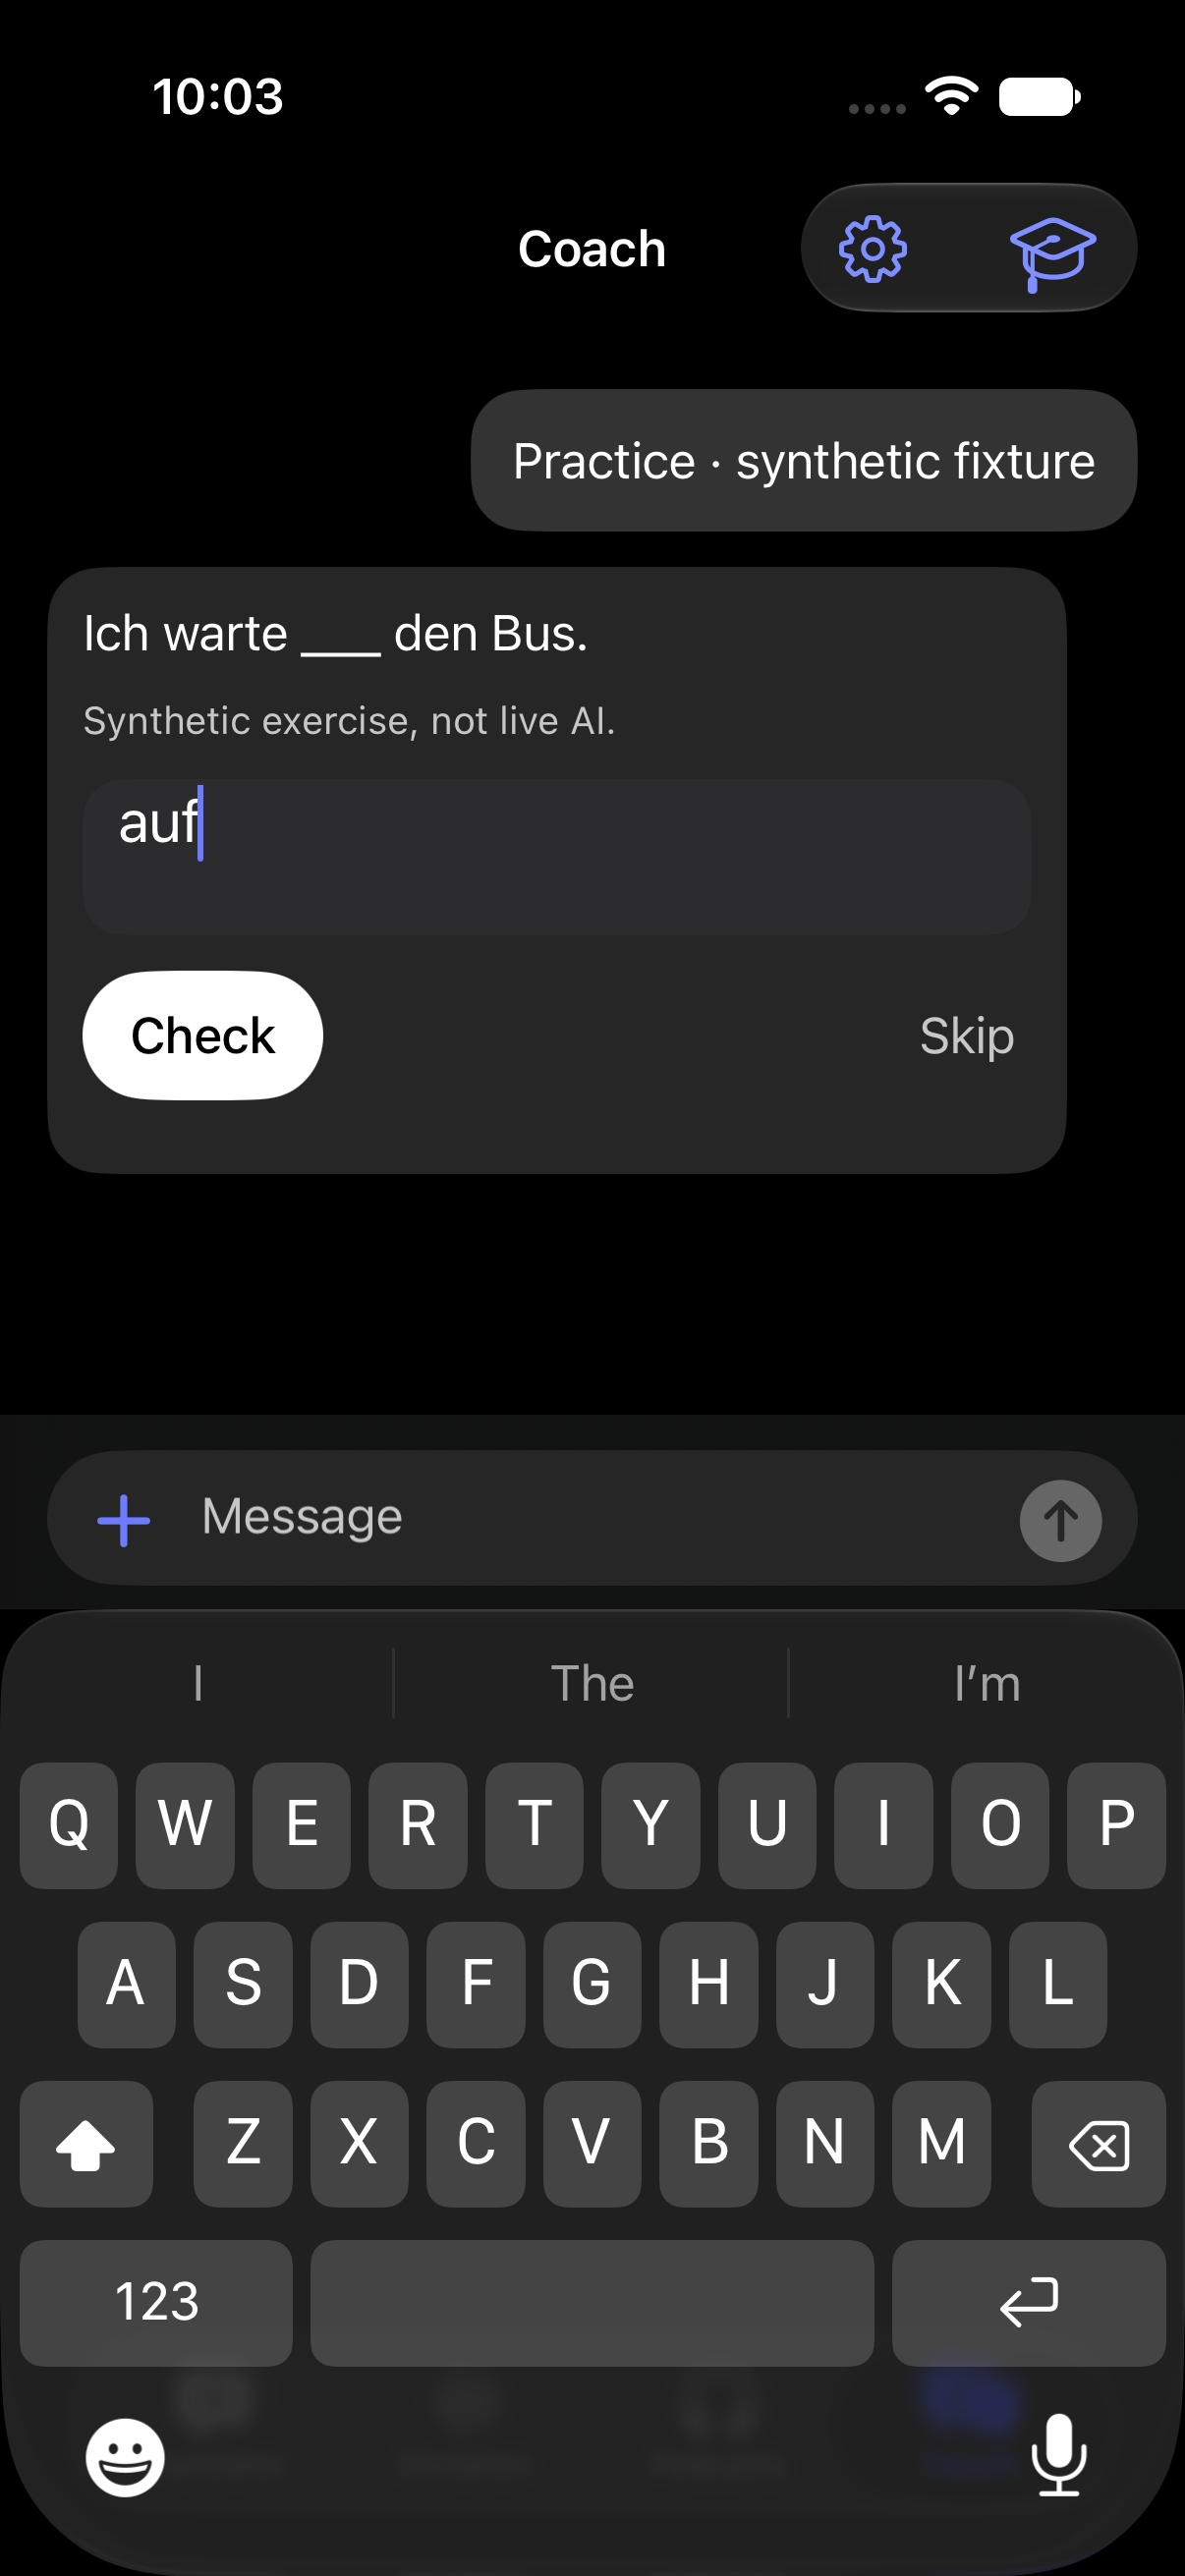 10:03
Coach
Practice · synthetic fixture
Ich warte ____ den Bus.
Synthetic exercise, not live AI.
auf
Check
Skip
Message
I
The
I’m
Q W E R T Y U I O P
A S D F G H J K L
Z X C V B N M
123